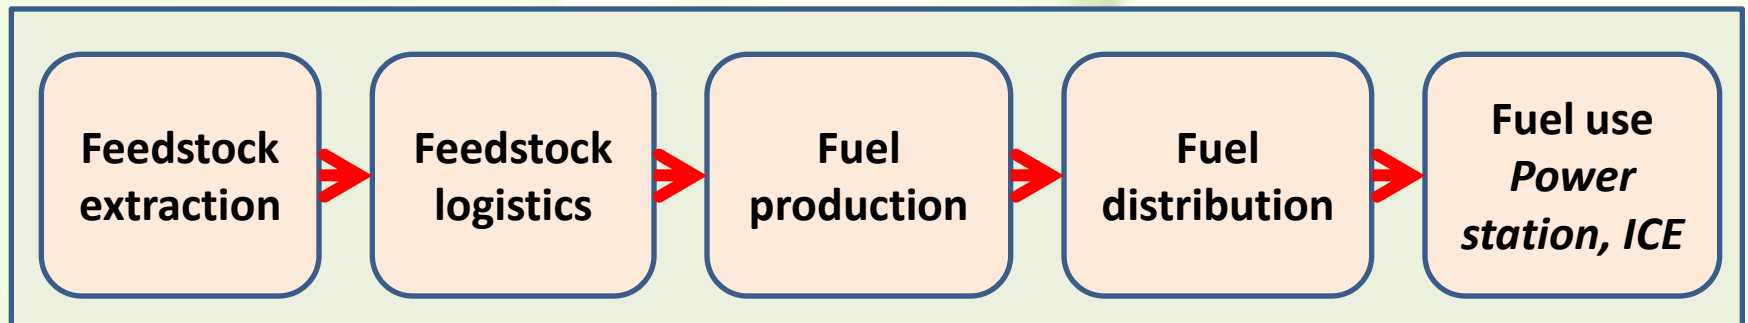 Feedstock
extraction
Feedstock
logistics
Fuel
production
Fuel
distribution
Fuel use
Power
station, ICE